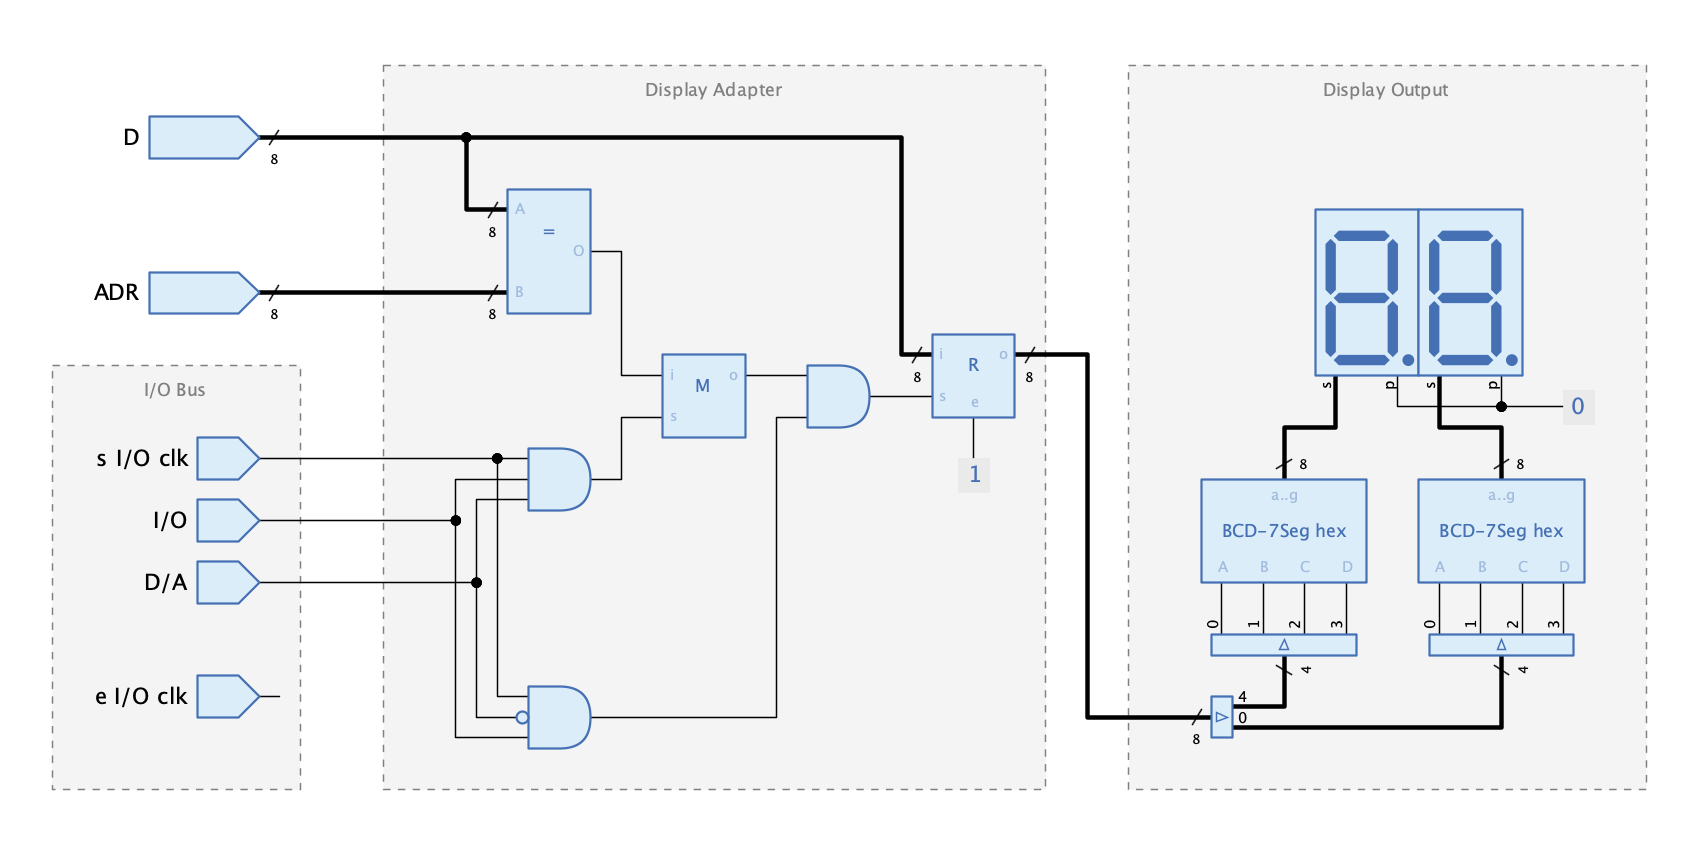 Display Adapter
Display Output
D
8
A
8
=
O
ADR
8
8
B
I/O Bus
i
M
o
s
8
i
R
o
8
s
e
1
s
p
s
p
0
s I/O clk
I/O
D/A
e I/O clk
8
8
a..g
a..g
BCD-7Seg hex
BCD-7Seg hex
A B C D
A B C D
0 1 2 3
0 1 2 3
4
4
4
0
8